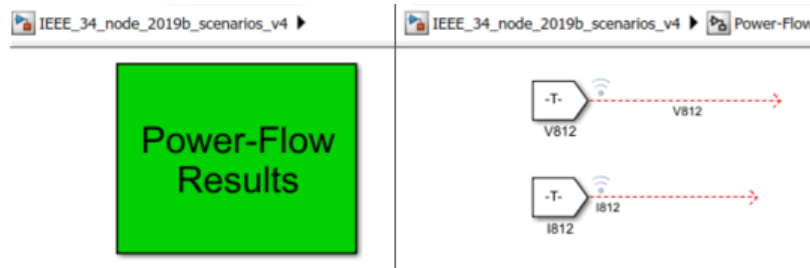 IEEE_34_node_2019b_scenarios_v4
Power-Flow
Results
IEEE_34_node_2019b_scenarios_v4 Power-Flow
-T-
V812
V812
-T-
I812
I812